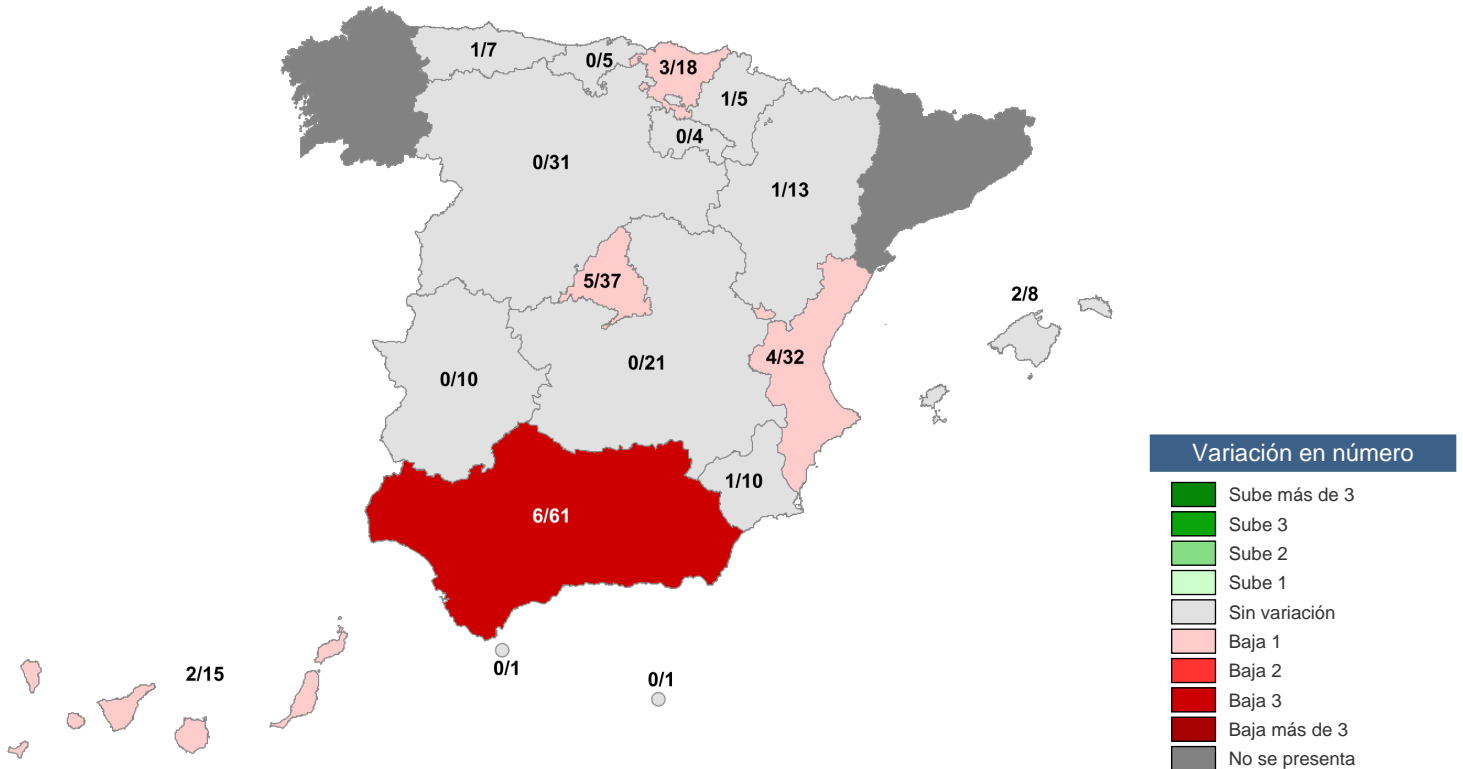 1/7
0/5
3/18
1/5
0/4
0/31
1/13
5/37
2/8
4/32
0/21
0/10
1/10
6/61
2/15
0/1
0/1
Variación en número
Sube más de 3
Sube 3
Sube 2
Sube 1
Sin variación
Baja 1
Baja 2
Baja 3
Baja más de 3
No se presenta